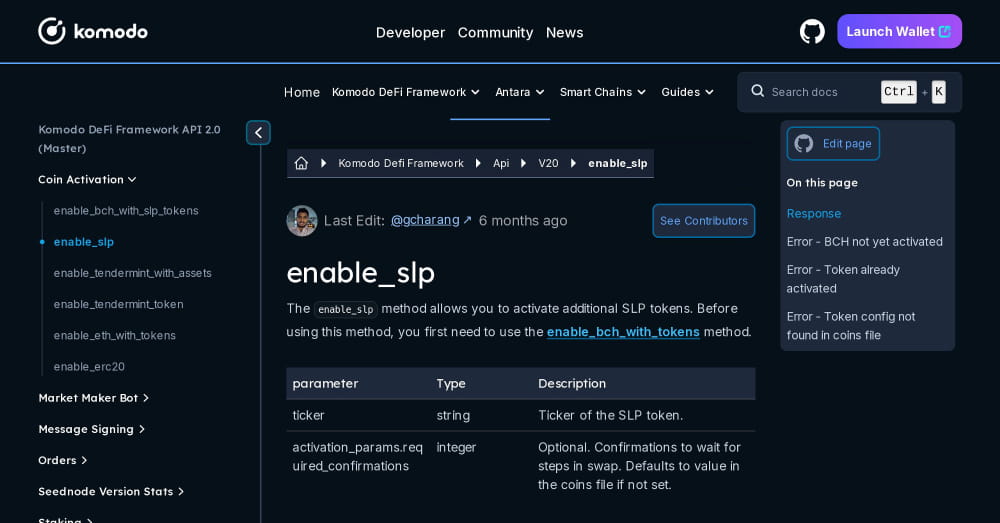 komodo
Developer Community News
Launch Wallet
Home Komodo DeFi Framework Antara Smart Chains Guides
Search docs Ctrl + K
Komodo DeFi Framework API 2.0
(Master)
Coin Activation
enable_bch_with_slp_tokens
enable_slp
enable_tendermint_with_assets
enable_tendermint_token
enable_eth_with_tokens
enable_erc20
Market Maker Bot
Message Signing
Orders
Seednode Version Stats
Staking
Komodo Defi Framework Api V20 enable_slp
Last Edit: @gcharang ↗ 6 months ago
See Contributors
enable_slp
The enable_slp method allows you to activate additional SLP tokens. Before
using this method, you first need to use the enable_bch_with_tokens method.
parameter Type Description
ticker string Ticker of the SLP token.
activation_params.req integer Optional. Confirmations to wait for
uired_confirmations steps in swap. Defaults to value in
the coins file if not set.
Edit page
On this page
Response
Error - BCH not yet activated
Error - Token already
activated
Error - Token config not
found in coins file